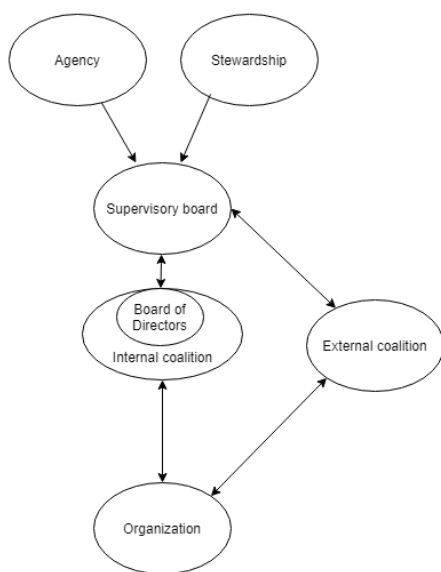 Agency
Stewardship
Supervisory board
Board of
Directors
Internal coalition
External coalition
Organization